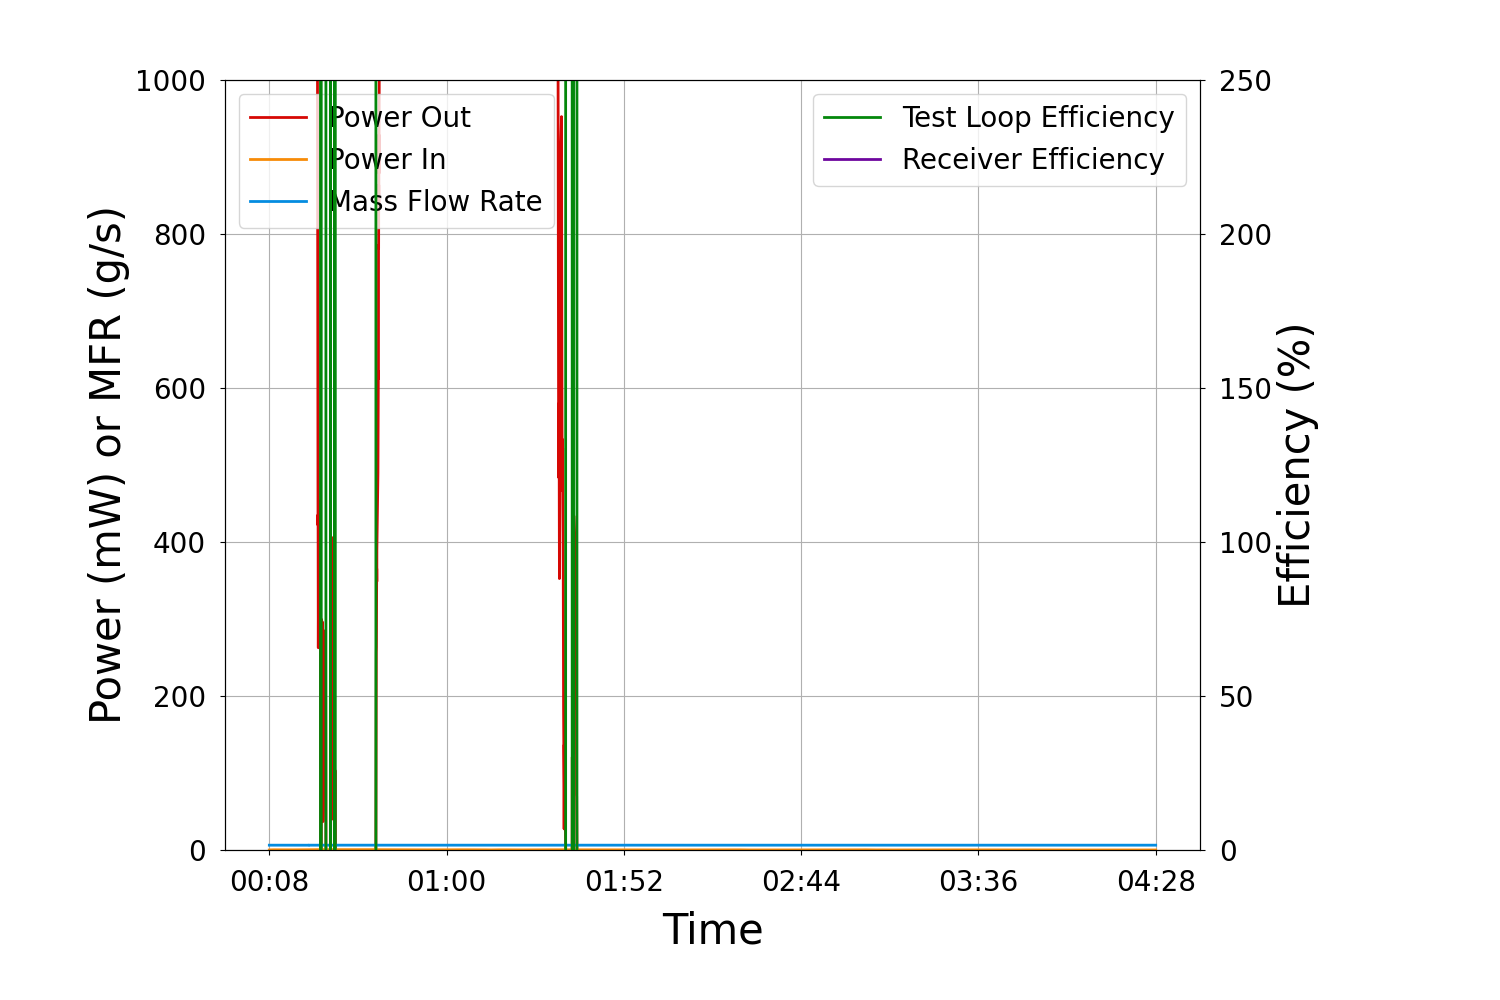 1000
800
600
400
200
0
Power (mW) or MFR (g/s)
Power Out
Power In
Mass Flow Rate
Test Loop Efficiency
Receiver Efficiency
250
200
150
100
50
0
Efficiency (%)
00:08 01:00 01:52 02:44 03:36 04:28
Time